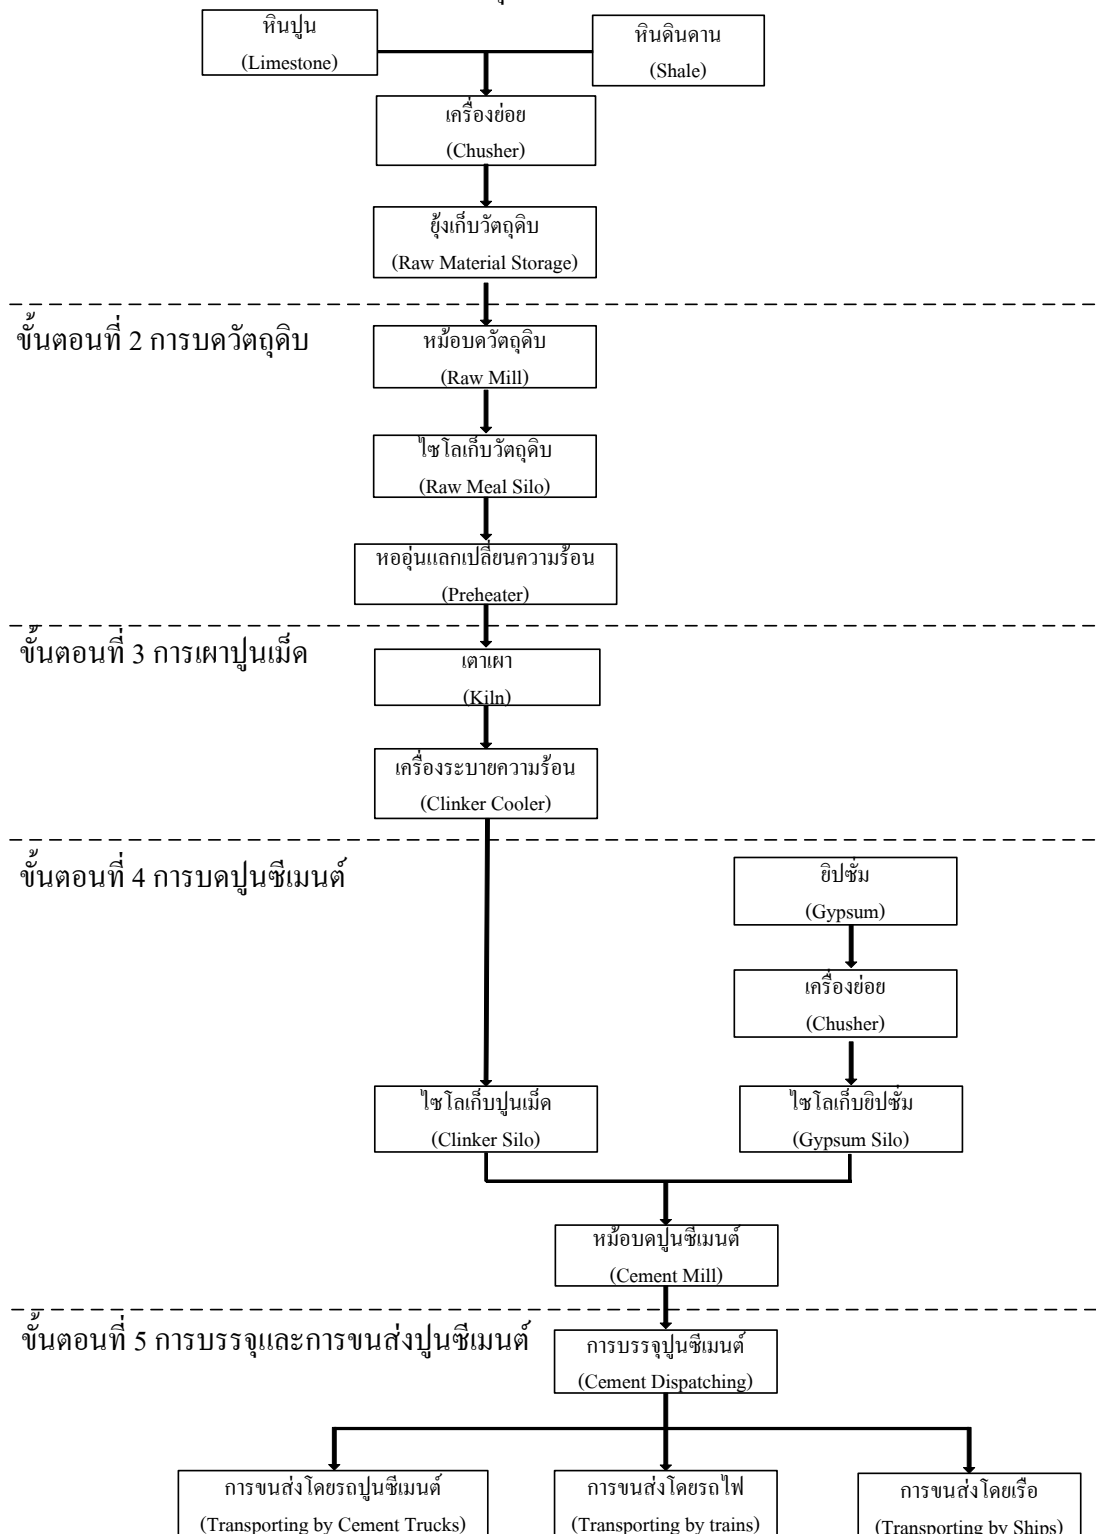 หินปูน
(Limestone)
หินดินดาน
(Shale)
เครื่องย่อย
(Chusher)
ยุ้งเก็บวัตถุดิบ
(Raw Material Storage)
ขั้นตอนที่ 2 การบดวัตถุดิบ
หม้อบดวัตถุดิบ
(Raw Mill)
ไซโลเก็บวัตถุดิบ
(Raw Meal Silo)
หออุ่นแลกเปลี่ยนความร้อน
(Preheater)
ขั้นตอนที่ 3 การเผาปูนเม็ด
เตาเผา
(Kiln)
เครื่องระบายความร้อน
(Clinker Cooler)
ขั้นตอนที่ 4 การบดปูนซีเมนต์
ยิปซั่ม
(Gypsum)
เครื่องย่อย
(Chusher)
ไซโลเก็บปูนเม็ด
(Clinker Silo)
ไซโลเก็บยิปซั่ม
(Gypsum Silo)
หม้อบดปูนซีเมนต์
(Cement Mill)
ขั้นตอนที่ 5 การบรรจุและการขนส่งปูนซีเมนต์
การบรรจุปูนซีเมนต์
(Cement Dispatching)
การขนส่งโดยรถปูนซีเมนต์
(Transporting by Cement Trucks)
การขนส่งโดยรถไฟ
(Transporting by trains)
การขนส่งโดยเรือ
(Transporting by Ships)